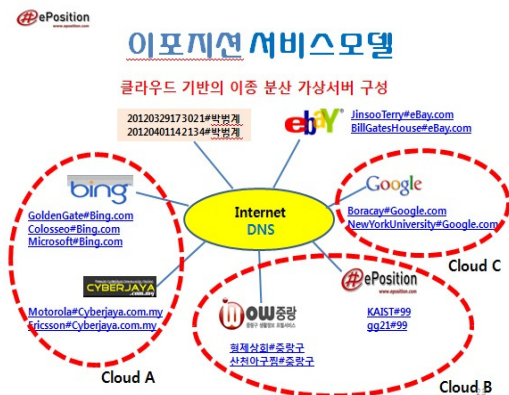 #ePosition
www.eposition.com
이포지션 서비스모델
클라우드 기반의 이종 분산 가상서버 구성
20120329173021#박범계
20120401142134#박범계
ebaY
JinsooTerry#eBay.com
BillGatesHouse#eBay.com
bing
GoldenGate#Bing.com
Colosseo#Bing.com
Microsoft#Bing.com
Internet
DNS
Google
Boracay#Google.com
NewYorkUniversity#Google.com
Cloud C
CYBERJAYA
.com.my
Motorola#Cyberjaya.com.my
Ericsson#Cyberjaya.com.my
Cloud A
now중랑
형제상회#중랑구
산천아구찜#중랑구
#ePosition
www.eposition.com
KAIST#99
gg21#99
Cloud B